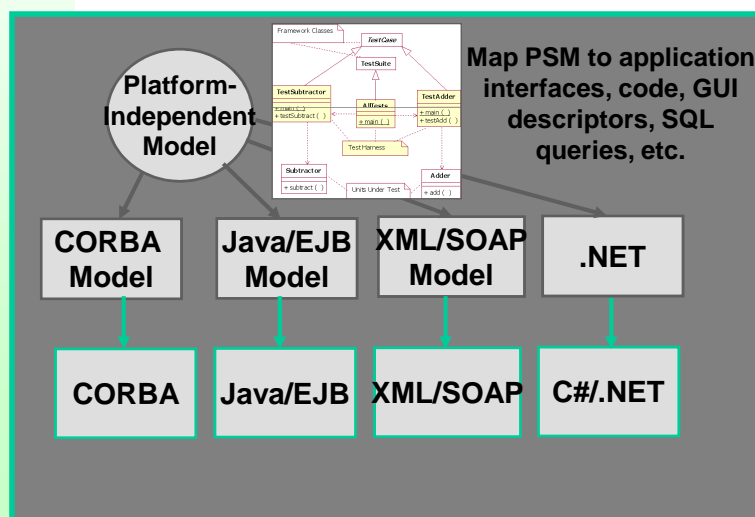 Platform-
Independent
Model
Framework Classes
TestCase
TestSuite
TestSubtractor
+ main ( )
+ testSubtract ( )
AllTests
+ main ( )
TestAdder
+ main ( )
+ testAdd ( )
Test Harness
Subtractor
+ subtract ( )
Units Under Test
Adder
+ add ( )
Map PSM to application
interfaces, code, GUI
descriptors, SQL
queries, etc.
CORBA
Model
Java/EJB
Model
XML/SOAP
Model
.NET
CORBA
Java/EJB
XML/SOAP
C#/.NET